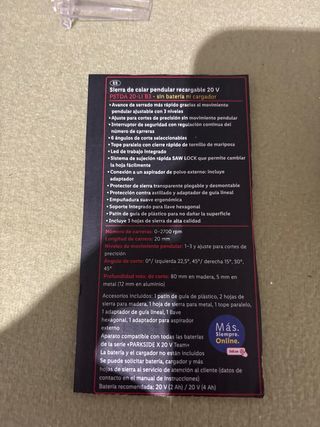 ES
Sierra de calar pendular recargable 20 V
PSTDA 20-Li B3 - sin batería ni cargador
• Avance de serrado más rápido gracias al movimiento
pendular ajustable con 3 niveles
• Ajuste para cortes de precisión sin movimiento pendular
• Interruptor de seguridad con regulación continua del
número de carreras
• 6 ángulos de corte seleccionables
• Tope paralelo con cierre rápido de tornillo de mariposa
• Led de trabajo integrado
• Sistema de sujeción rápida SAW LOCK que permite cambiar
la hoja fácilmente
• Conexión a un aspirador de polvo externo: incluye
adaptador
• Protector de sierra transparente plegable y desmontable
• Protección contra astillado y adaptador de guía lineal
• Empuñadura suave ergonómica
• Soporte integrado para llave hexagonal
• Patín de guía de plástico para no dañar la superficie
• Incluye 3 hojas de sierra de alta calidad
Número de carreras: 0-2700 rpm
Longitud de carrera: 20 mm
Niveles de movimiento pendular: 1-3 y ajuste para cortes de
precisión
Ángulo de corte: 0°/ izquierda 22,5°, 45°/ derecha 15°, 30°,
45°
Profundidad máx. de corte: 80 mm en madera, 5 mm en
metal (12 mm en aluminio)
Accesorios incluidos: 1 patín de guía de plástico, 2 hojas de
sierra para madera, 1 hoja de sierra para metal, 1 tope paralelo,
1 adaptador de guía lineal, 1 llave
hexagonal, 1 adaptador para aspirador
externo
Aparato compatible con todas las baterías
de la serie «PARKSIDE X 20 V Team»
La batería y el cargador no están incluidos
Se puede solicitar batería, cargador y más
hojas de sierra al servicio de atención al cliente (datos de
contacto en el manual de instrucciones)
Batería recomendada: 20 V (2 Ah) / 20 V (4 Ah)
Más.
Siempre.
Online.